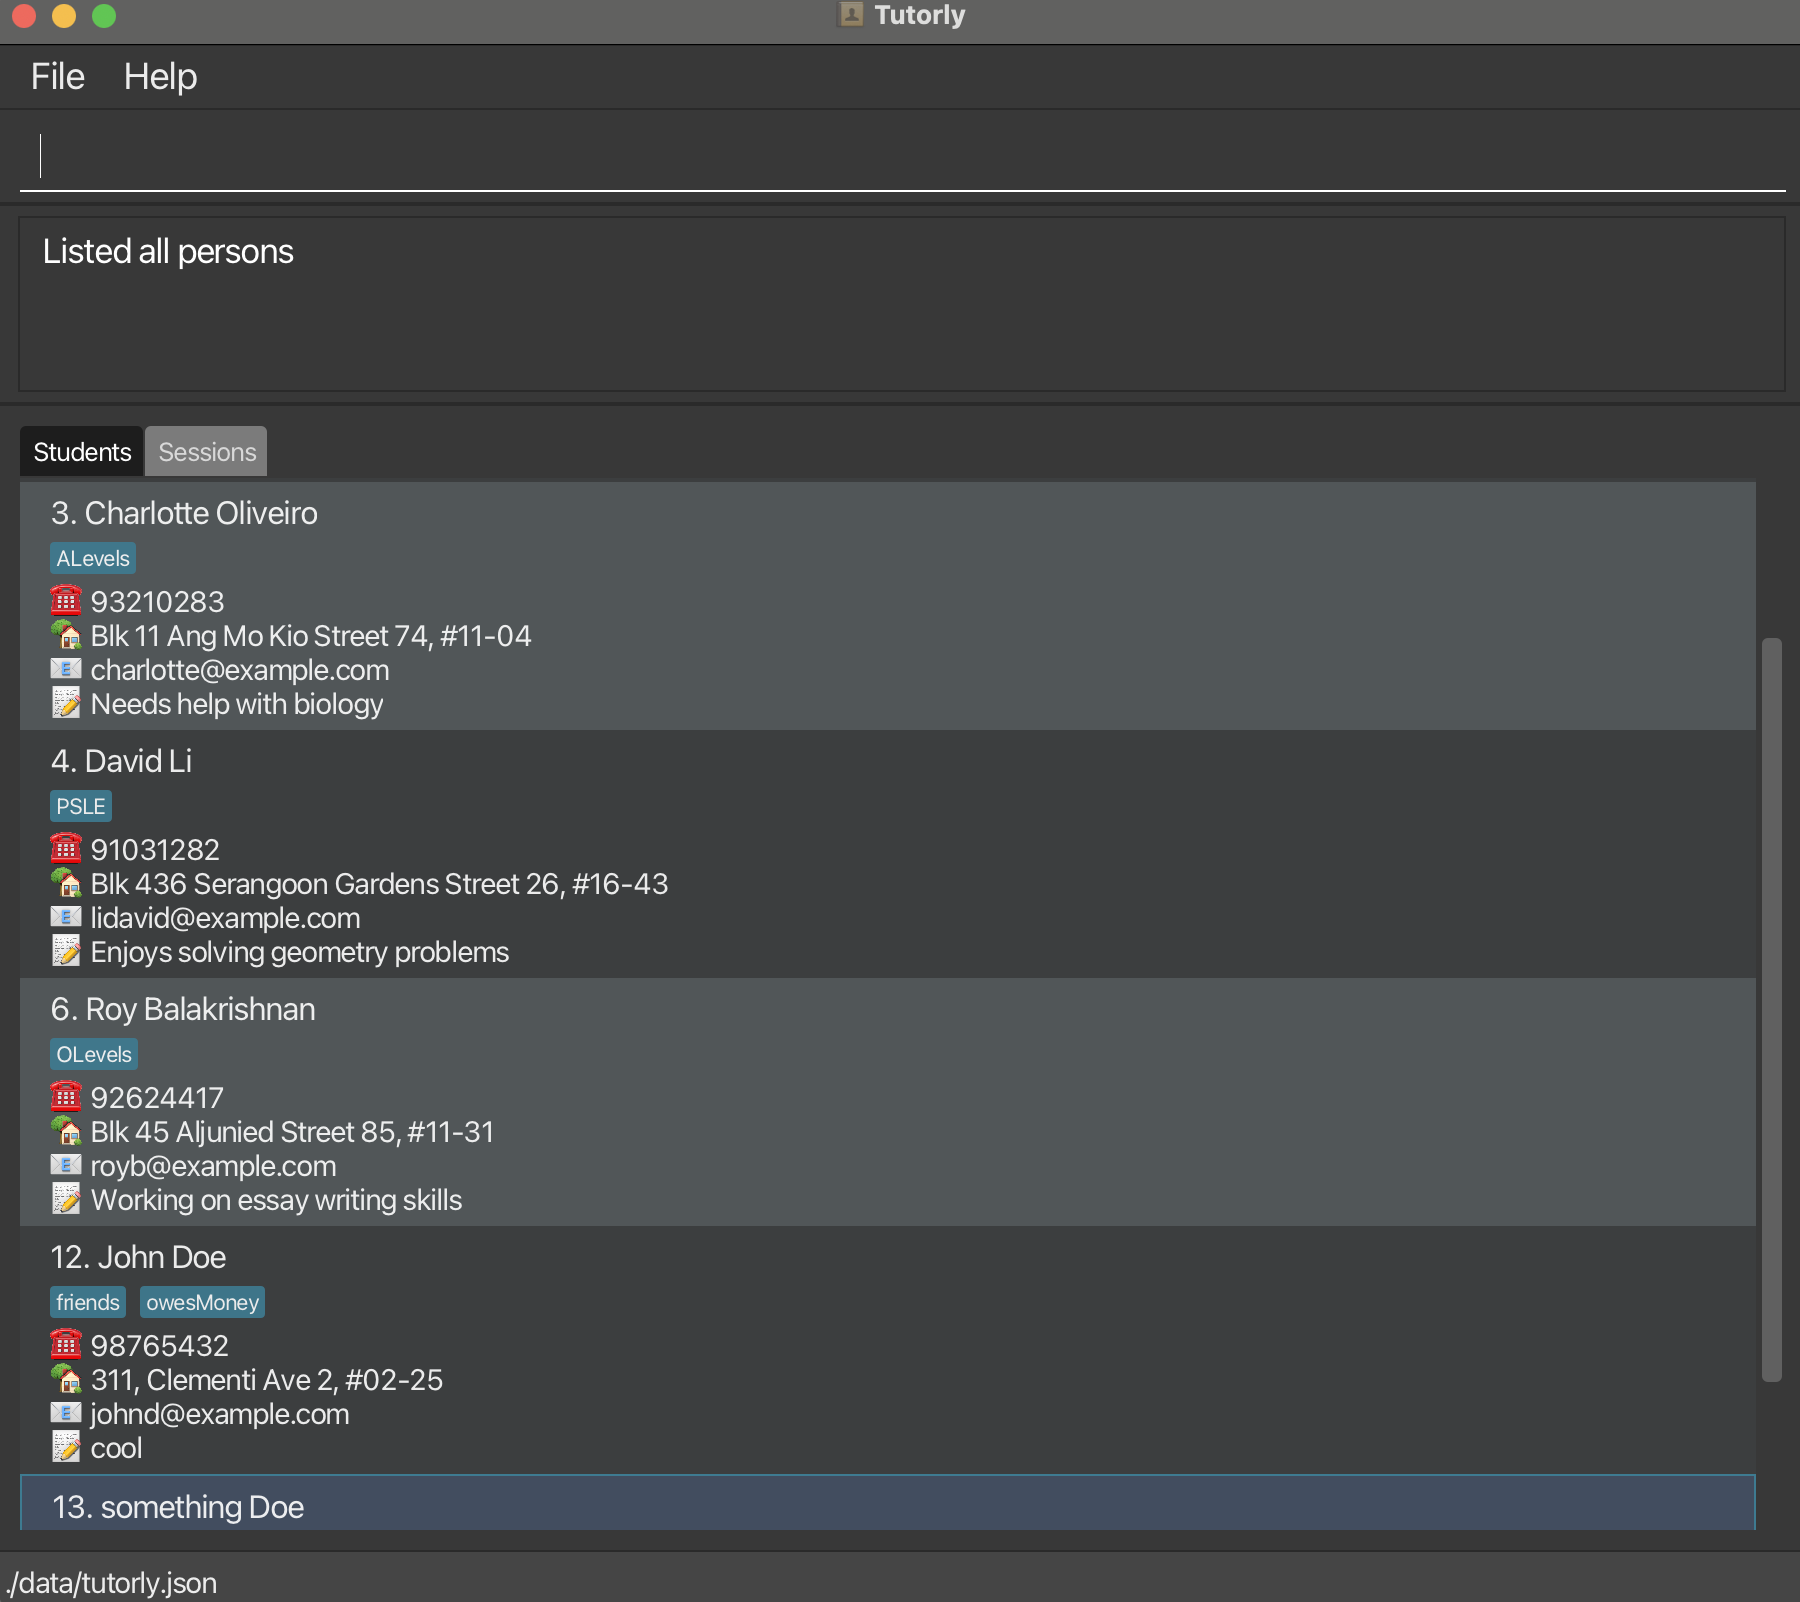 Tutorly
File Help
Listed all persons
Students Sessions
3. Charlotte Oliveiro
ALevels
93210283
Blk 11 Ang Mo Kio Street 74, #11-04
charlotte@example.com
Needs help with biology
4. David Li
PSLE
91031282
Blk 436 Serangoon Gardens Street 26, #16-43
lidavid@example.com
Enjoys solving geometry problems
6. Roy Balakrishnan
OLevels
92624417
Blk 45 Aljunied Street 85, #11-31
royb@example.com
Working on essay writing skills
12. John Doe
friends owesMoney
98765432
311, Clementi Ave 2, #02-25
johnd@example.com
cool
13. something Doe
./data/tutorly.json